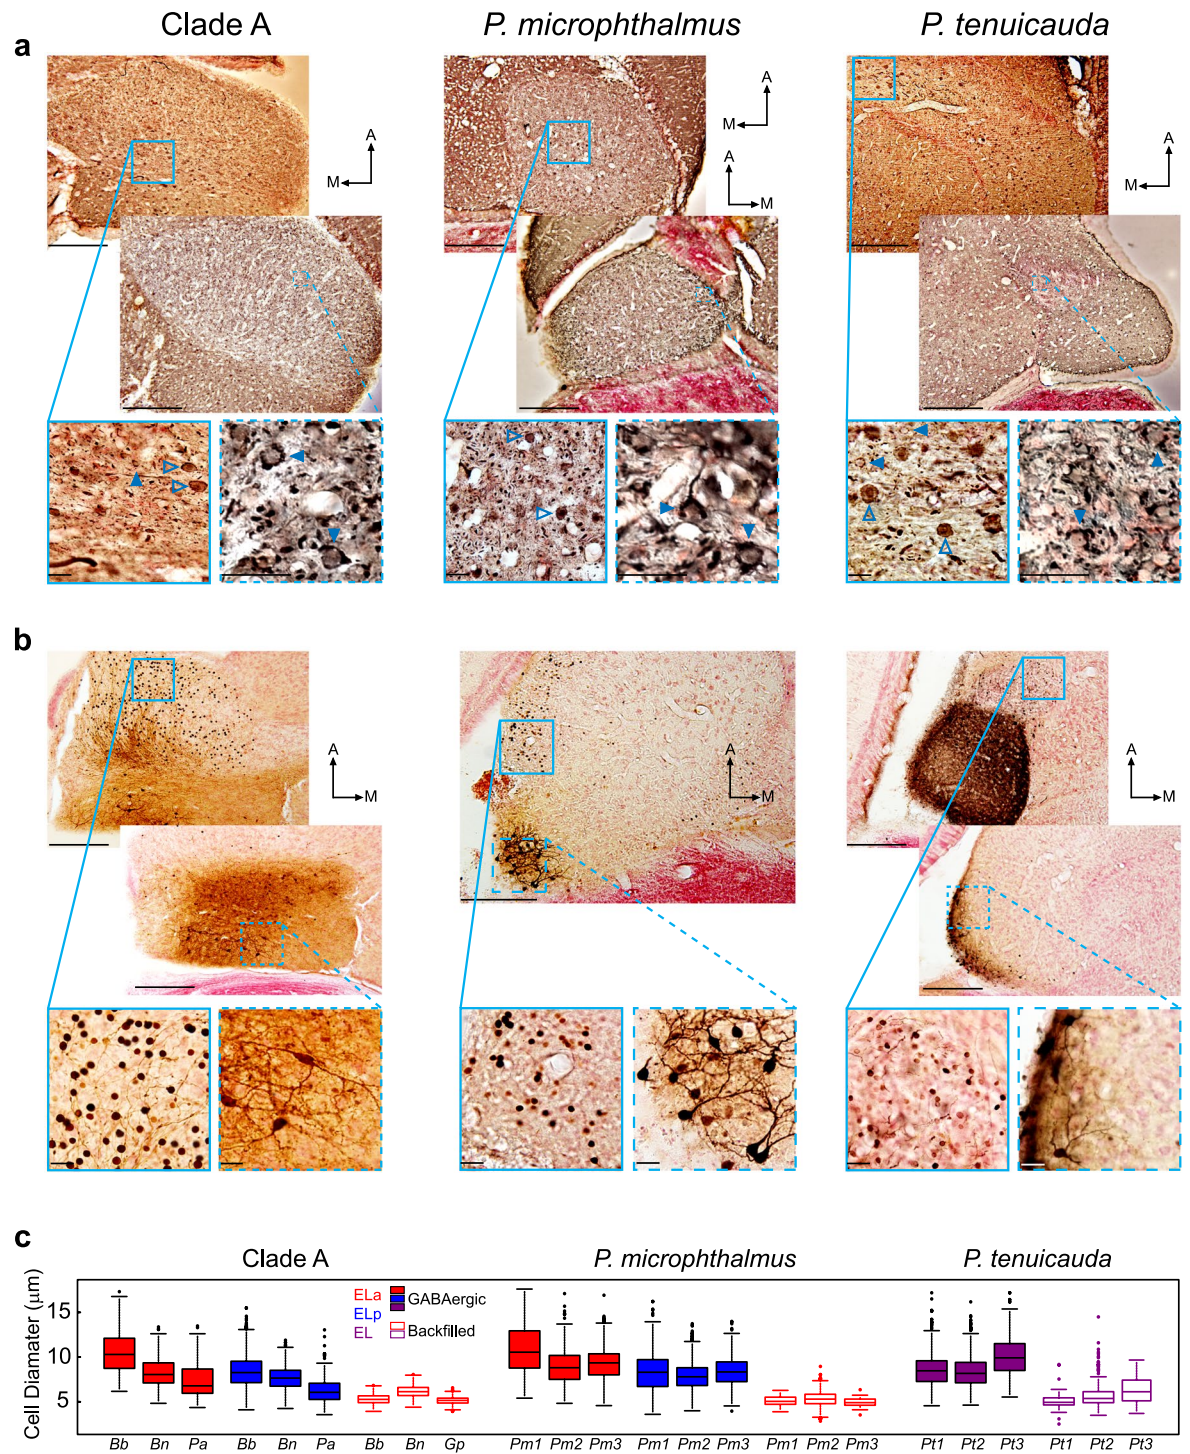 Clade A
P. microphthalmus
P. tenuicauda
a
A
M
A
M
A
M
A
M
b
A
M
A
M
A
M
c
Clade A
P. microphthalmus
P. tenuicauda
Cell Diamater (µm)
15
10
5
ELa
ELp
EL
GABAergic
Backfilled
Bb Bn Pa Bb Bn Pa Bb Bn Gp Pm1 Pm2 Pm3 Pm1 Pm2 Pm3 Pm1 Pm2 Pm3 Pt1 Pt2 Pt3 Pt1 Pt2 Pt3